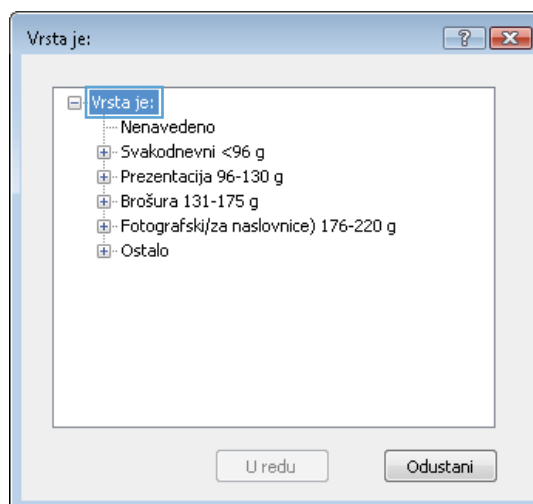 Vrsta je:
Vrsta je:
Nenavedeno
Svakodnevni <96 g
Prezentacija 96-130 g
Brošura 131-175 g
Fotografski/za naslovnice) 176-220 g
Ostalo
U redu Odustani